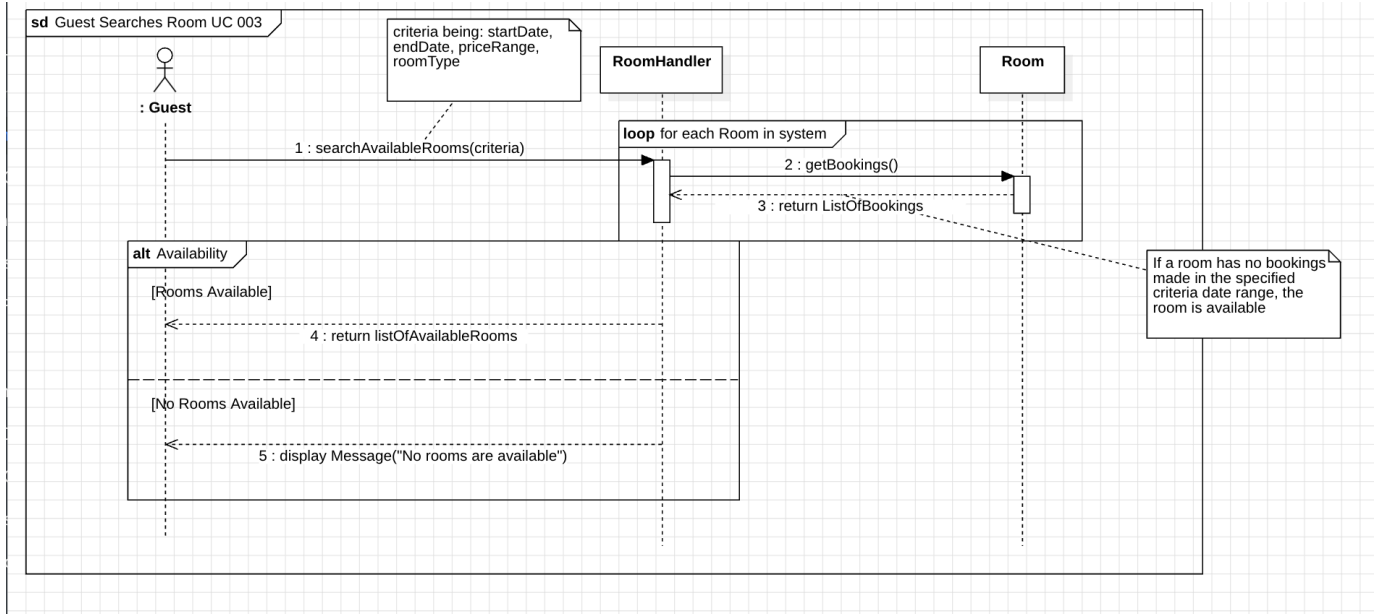 sd Guest Searches Room UC 003
criteria being: startDate,
endDate, priceRange,
roomType
: Guest
RoomHandler
Room
loop for each Room in system
1 : searchAvailableRooms(criteria)
2 : getBookings()
3 : return ListOfBookings
alt Availability
If a room has no bookings
made in the specified
criteria date range, the
room is available
[Rooms Available]
4 : return listOfAvailableRooms
[No Rooms Available]
5 : display Message("No rooms are available")